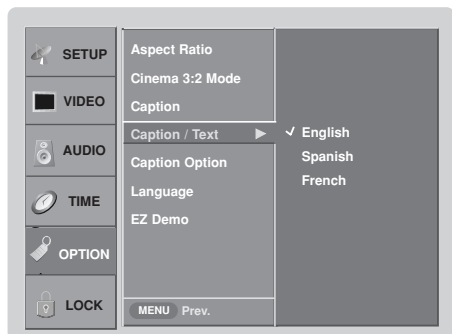 SETUP
VIDEO
AUDIO
TIME
OPTION
LOCK
Aspect Ratio
Cinema 3:2 Mode
Caption
Caption / Text ►
Caption Option
Language
EZ Demo
MENU Prev.
✓ English
Spanish
French